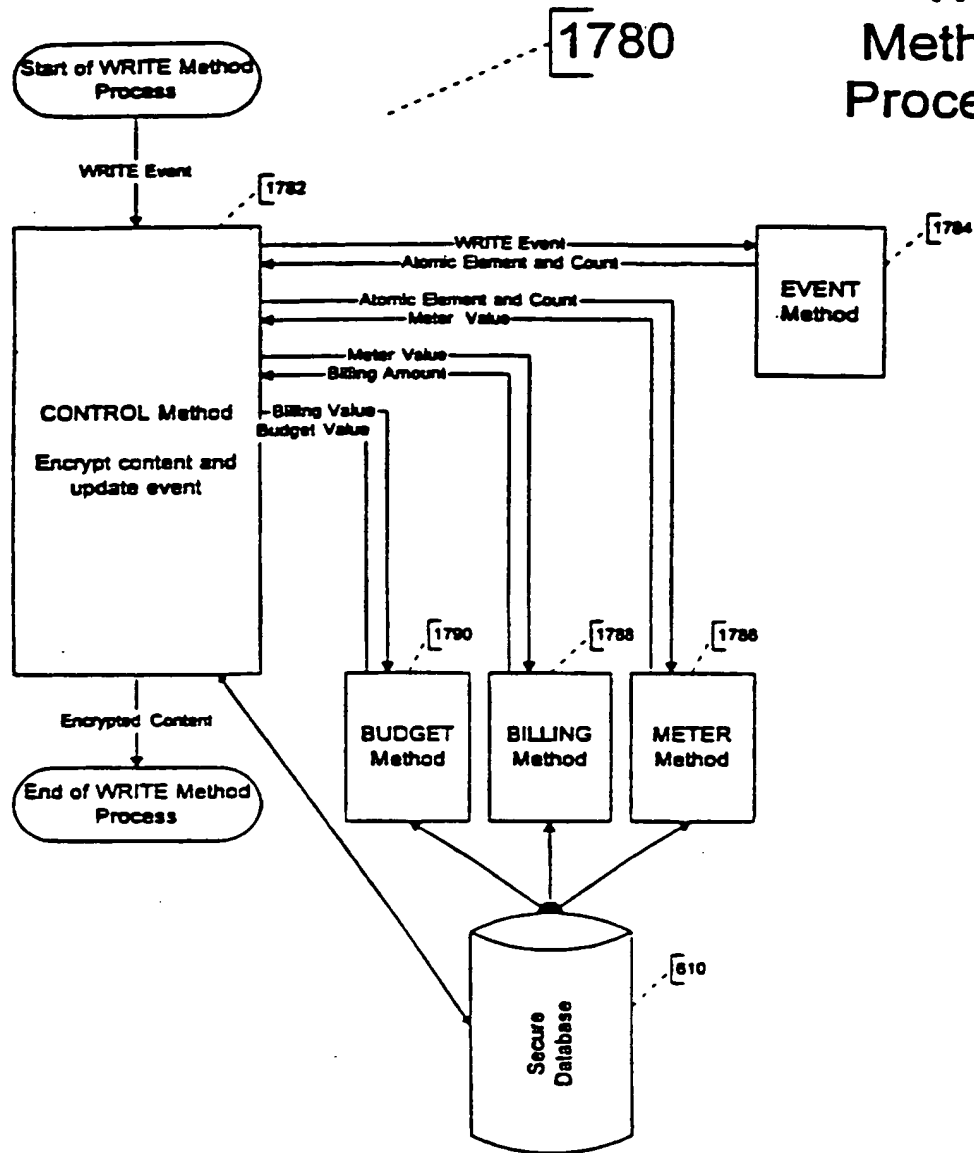 1780
Meth
Proce
Start of WRITE Method
Process
WRITE Event
1782
1784
WRITE Event
Atomic Element and Count
EVENT
Method
Atomic Element and Count
Meter Value
Meter Value
Billing Amount
CONTROL Method
Encrypt content and
update event
Billing Value
Budget Value
1790
1788
1786
BUDGET
Method
BILLING
Method
METER
Method
Encrypted Content
End of WRITE Method
Process
610
Secure
Database